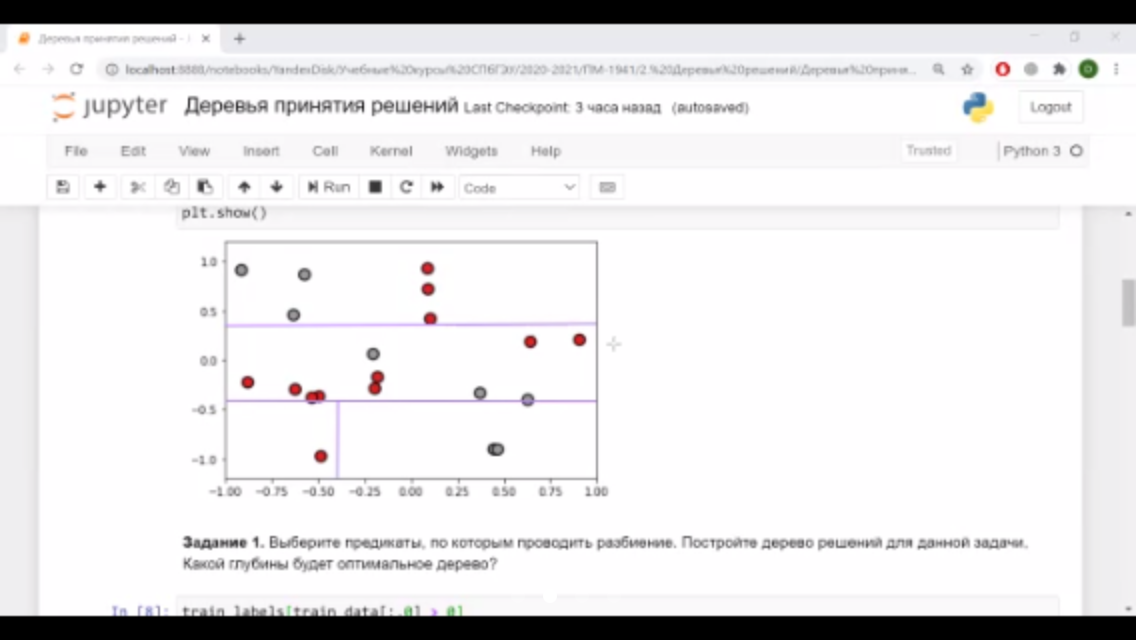 Деревья принятия решений -
localhost:8888/notebooks/YandexDisk/Учебные%20курсы%20СПбГЭУ/2020-2021/ПМ-1941/2.%20Деревья%20решений/Деревья%20приня...
jupyter Деревья принятия решений Last Checkpoint: 3 часа назад (autosaved) Logout
File Edit View Insert Cell Kernel Widgets Help Trusted Python 3
Run Code
plt.show()
1.0
0.5
0.0
−0.5
−1.0
−1.00 −0.75 −0.50 −0.25 0.00 0.25 0.50 0.75 1.00
Задание 1. Выберите предикаты, по которым проводить разбиение. Постройте дерево решений для данной задачи.
Какой глубины будет оптимальное дерево?
In [8]: train_labels[train_data[:,0] > 0]